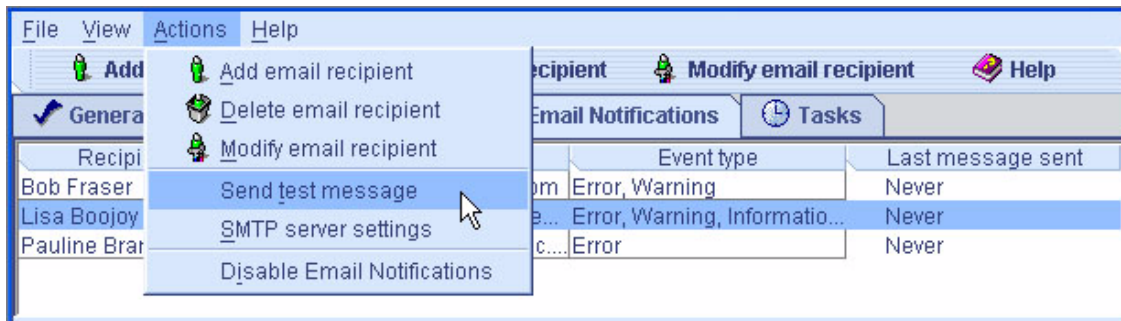 File View Actions Help
Add ecipient Modify email recipient Help
Add email recipient
Delete email recipient
Modify email recipient
Send test message
SMTP server settings
Disable Email Notifications
Genera Email Notifications Tasks
Recipi Event type Last message sent
Bob Fraser om Error, Warning Never
Lisa Boojoy e... Error, Warning, Informatio... Never
Pauline Bran c.... Error Never